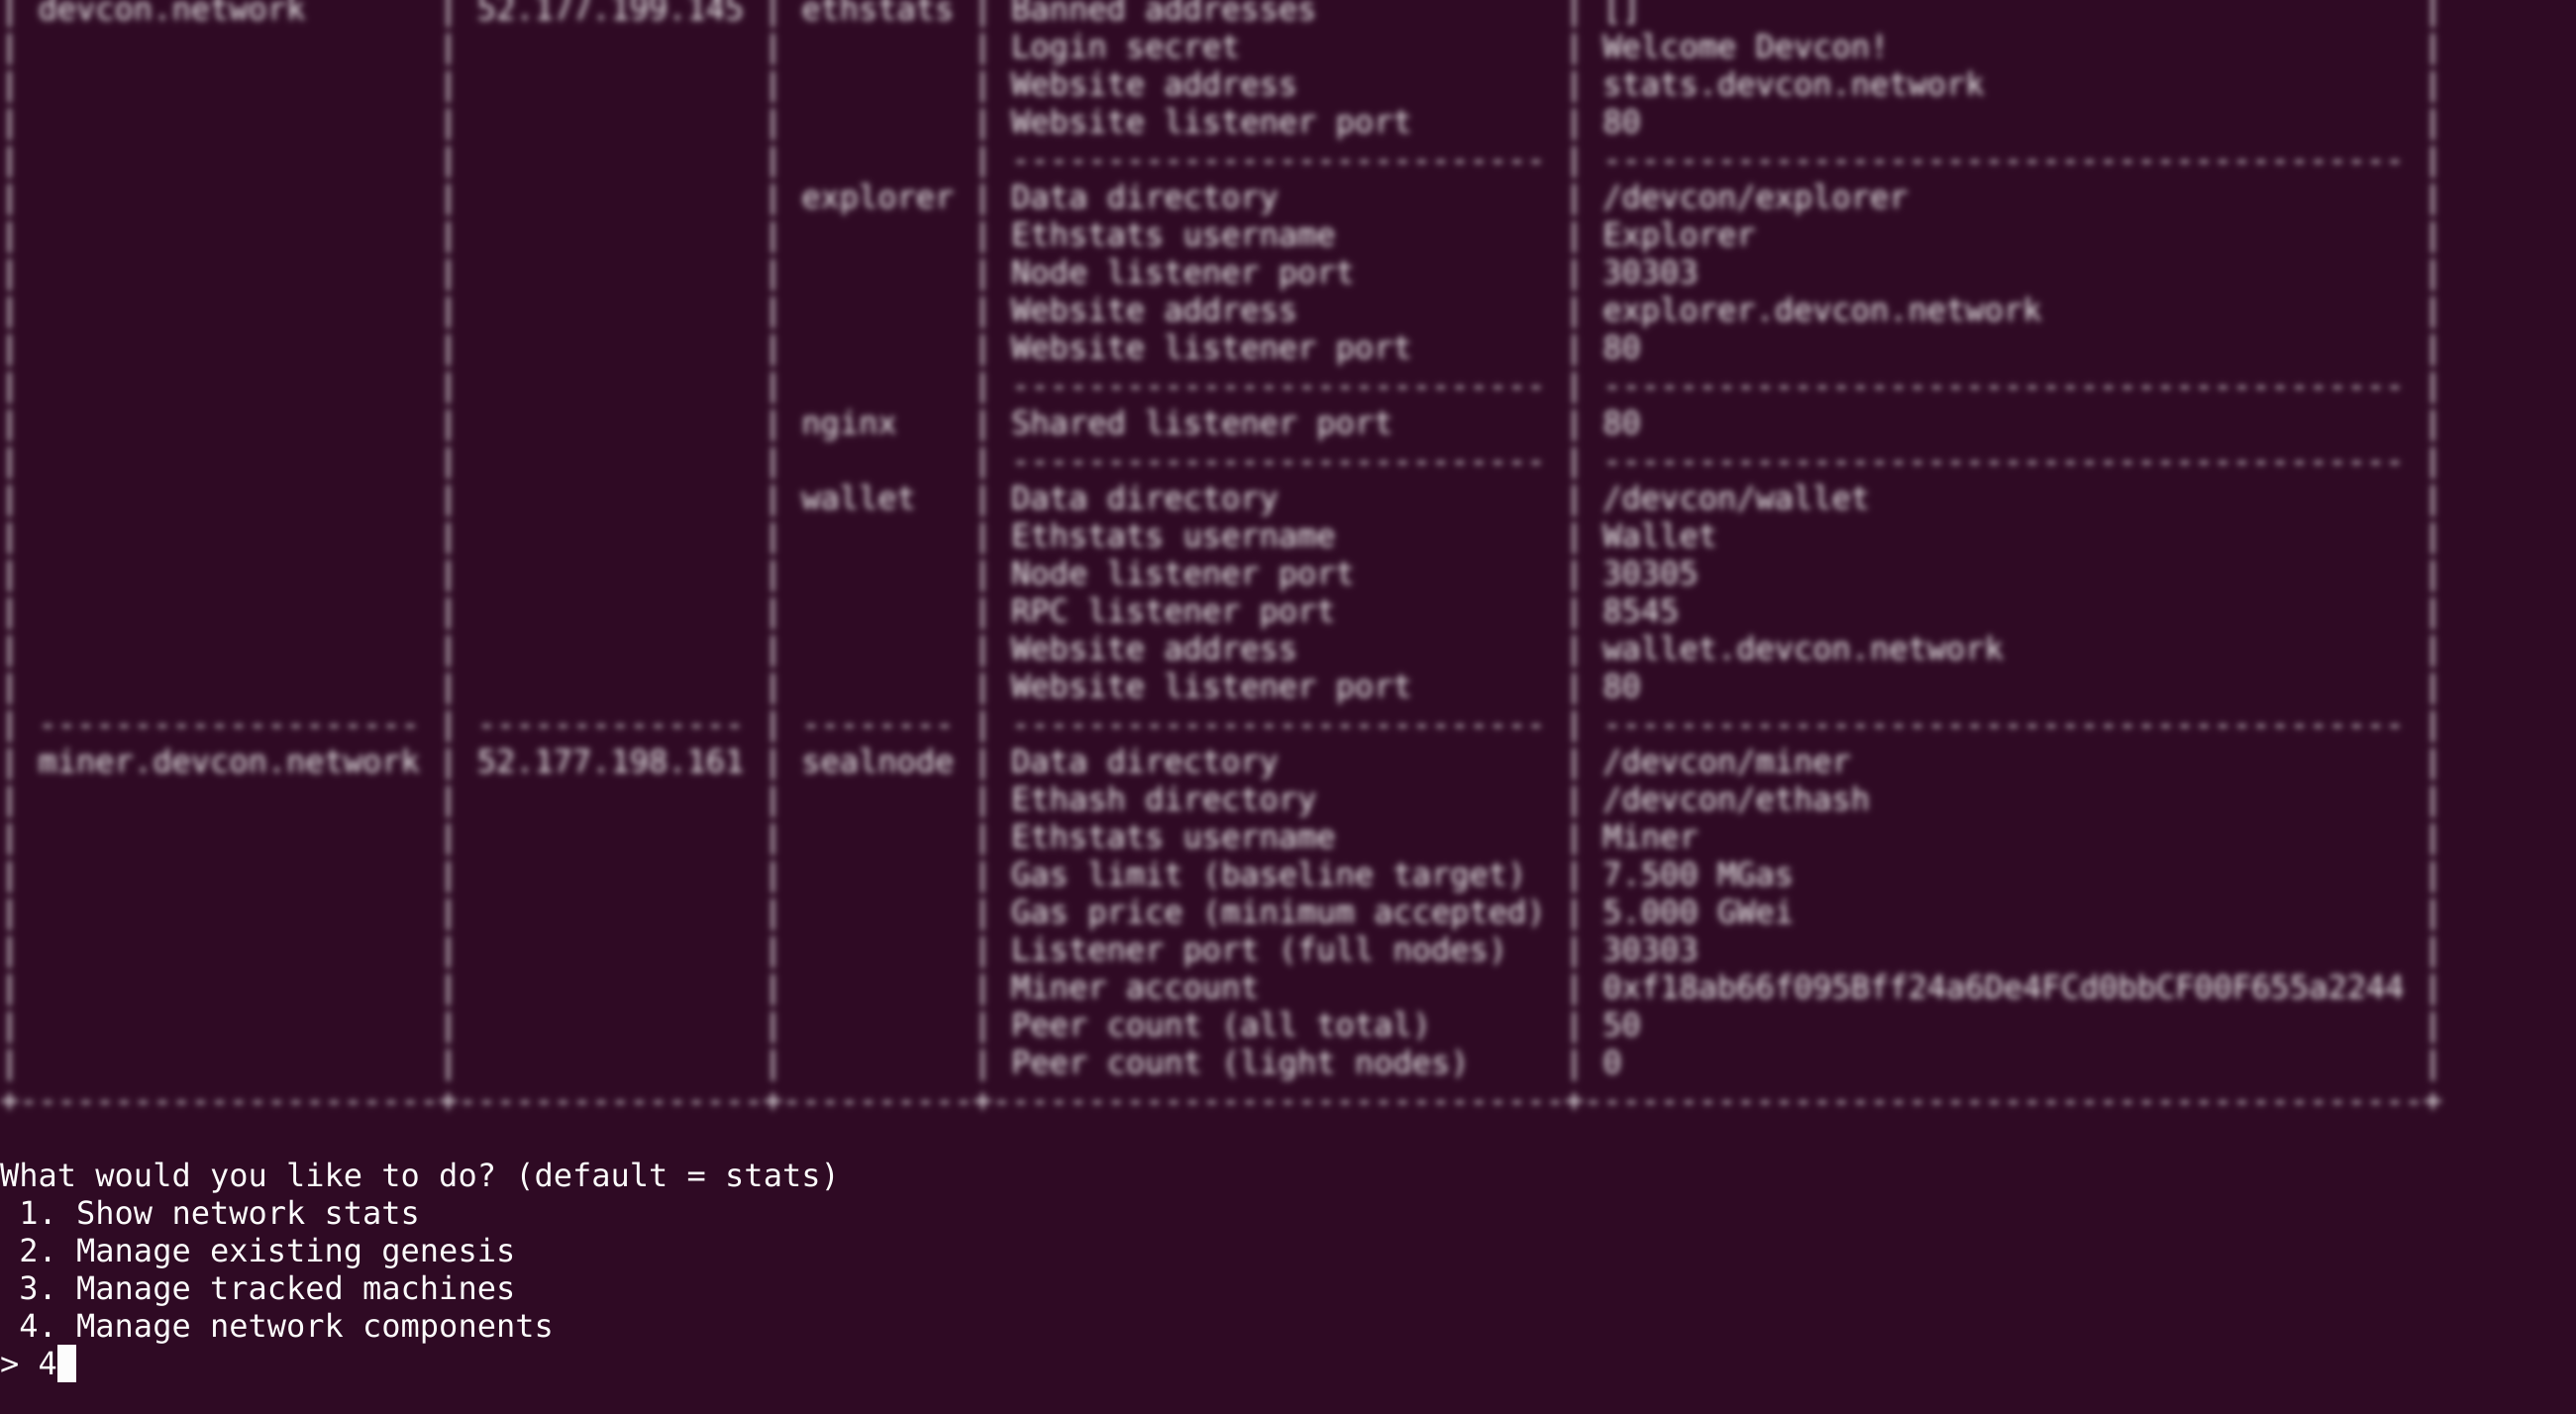 | devcon.network | 52.177.199.145 | ethstats | Banned addresses | [] |
| | | | Login secret | Welcome Devcon! |
| | | | Website address | stats.devcon.network |
| | | | Website listener port | 80 |
| | | | ---------------------------- | ------------------------------------------ |
| | | explorer | Data directory | /devcon/explorer |
| | | | Ethstats username | Explorer |
| | | | Node listener port | 30303 |
| | | | Website address | explorer.devcon.network |
| | | | Website listener port | 80 |
| | | | ---------------------------- | ------------------------------------------ |
| | | nginx | Shared listener port | 80 |
| | | | ---------------------------- | ------------------------------------------ |
| | | wallet | Data directory | /devcon/wallet |
| | | | Ethstats username | Wallet |
| | | | Node listener port | 30305 |
| | | | RPC listener port | 8545 |
| | | | Website address | wallet.devcon.network |
| | | | Website listener port | 80 |
| -------------------- | -------------- | -------- | ---------------------------- | ------------------------------------------ |
| miner.devcon.network | 52.177.198.161 | sealnode | Data directory | /devcon/miner |
| | | | Ethash directory | /devcon/ethash |
| | | | Ethstats username | Miner |
| | | | Gas limit (baseline target) | 7.500 MGas |
| | | | Gas price (minimum accepted) | 5.000 GWei |
| | | | Listener port (full nodes) | 30303 |
| | | | Miner account | 0xf18ab66f095Bff24a6De4FCd0bbCF00F655a2244 |
| | | | Peer count (all total) | 50 |
| | | | Peer count (light nodes) | 0 |
+----------------------+----------------+----------+------------------------------+--------------------------------------------+
What would you like to do? (default = stats)
1. Show network stats
2. Manage existing genesis
3. Manage tracked machines
4. Manage network components
> 4